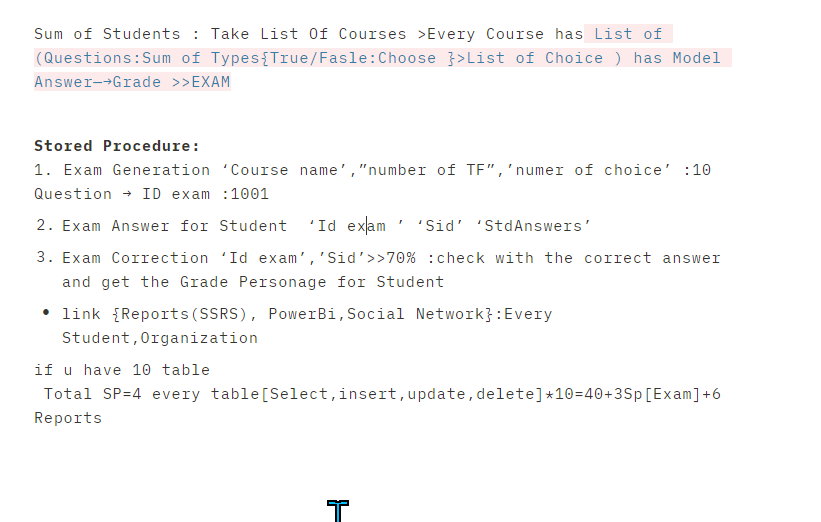 Sum of Students : Take List Of Courses >Every Course has List of
(Questions:Sum of Types{True/Fasle:Choose }>List of Choice ) has Model
Answer—→Grade >>EXAM
Stored Procedure:
1. Exam Generation ‘Course name’,”number of TF”,’numer of choice’ :10
Question → ID exam :1001
2. Exam Answer for Student  ‘Id exam ’ ‘Sid’ ‘StdAnswers’
3. Exam Correction ‘Id exam’,’Sid’>>70% :check with the correct answer
and get the Grade Personage for Student
• link {Reports(SSRS), PowerBi,Social Network}:Every
Student,Organization
if u have 10 table
Total SP=4 every table[Select,insert,update,delete]*10=40+3Sp[Exam]+6
Reports